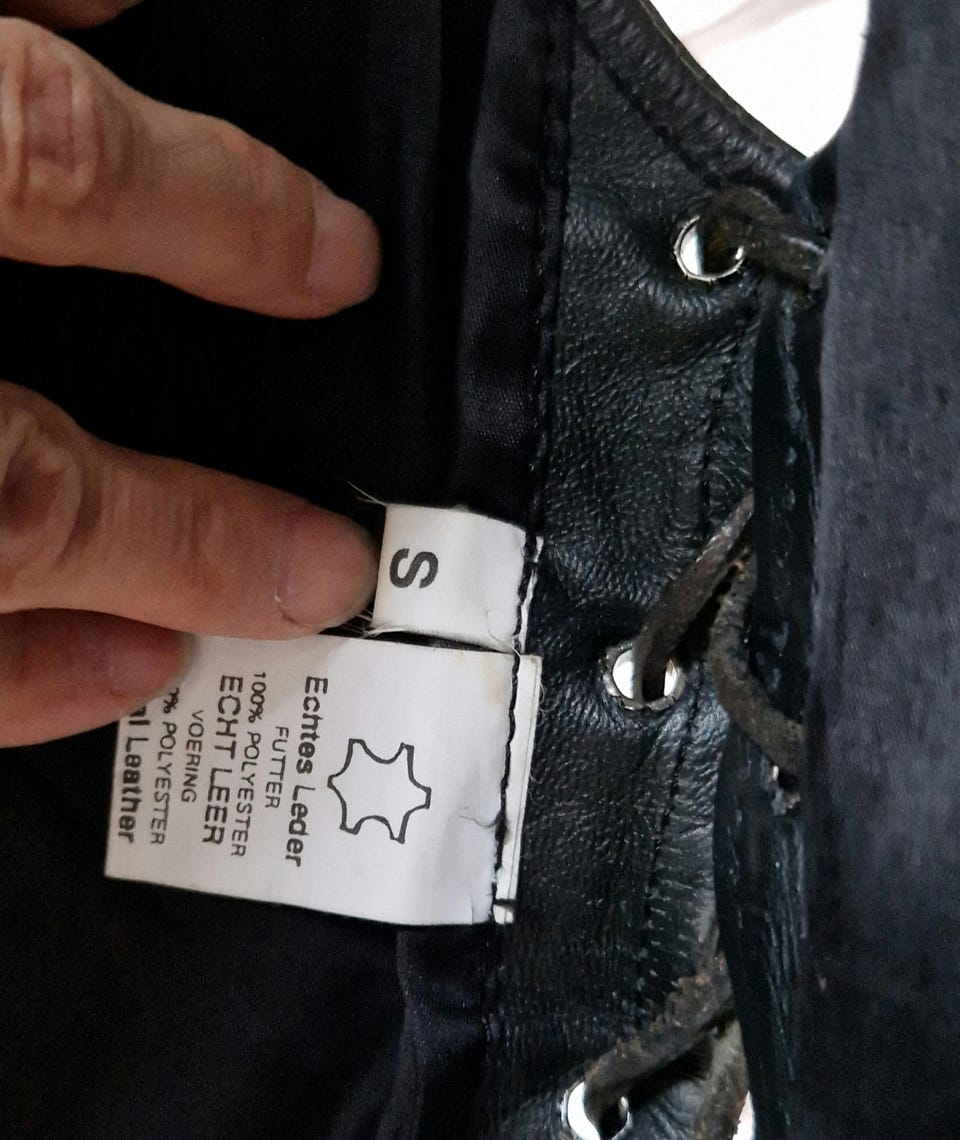 S
Echtes Leder
FUTTER
100% POLYESTER
ECHT LEER
VOERING
% POLYESTER
Leather